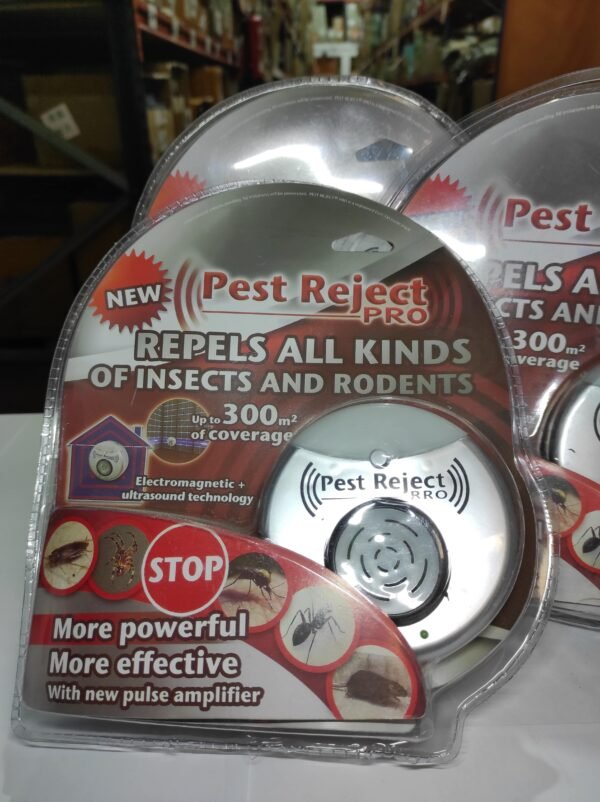 NEW
Pest Reject
PRO
REPELS ALL KINDS
OF INSECTS AND RODENTS
Up to 300m²
of coverage
Electromagnetic +
ultrasound technology
Pest Reject
PRO
STOP
More powerful
More effective
With new pulse amplifier
Pest
PELS A
CTS AN
300m²
verage